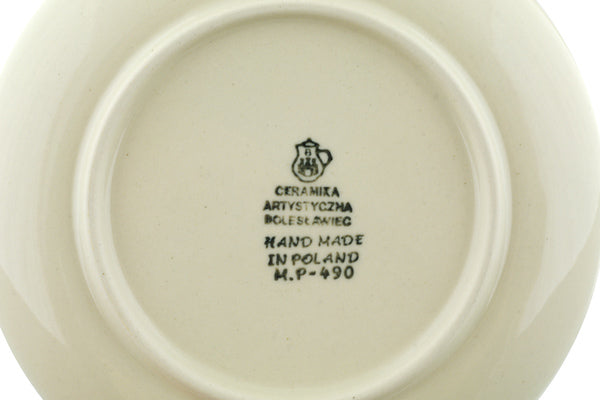 CERAMIKA
ARTYSTYCZNA
BOLESŁAWIEC
HAND MADE
IN POLAND
M.P-490